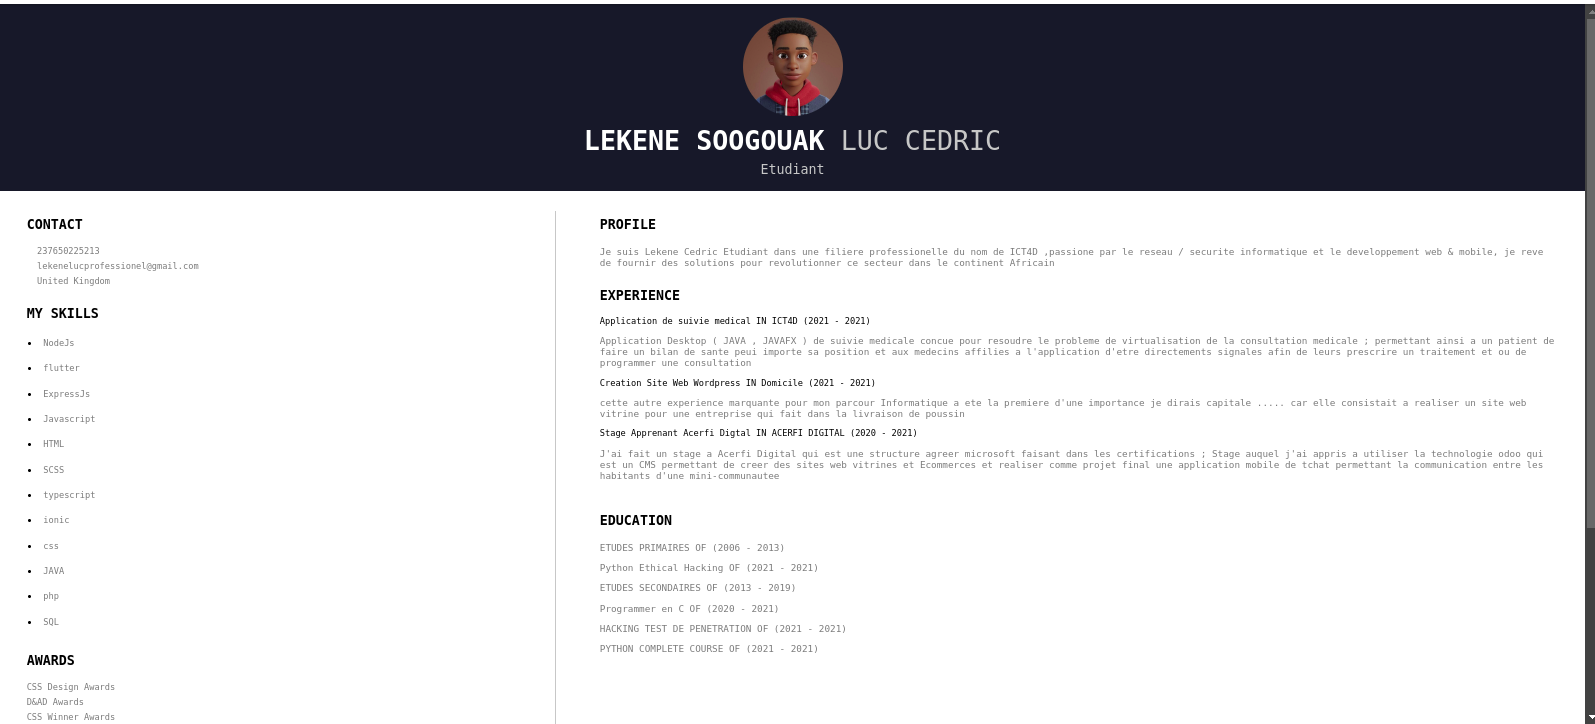 LEKENE SOOGOUAK LUC CEDRIC
Etudiant
CONTACT
237650225213
lekenelucprofessionel@gmail.com
United Kingdom
MY SKILLS
NodeJs
flutter
ExpressJs
Javascript
HTML
SCSS
typescript
ionic
css
JAVA
php
SQL
AWARDS
CSS Design Awards
D&AD Awards
CSS Winner Awards
PROFILE
Je suis Lekene Cedric Etudiant dans une filiere professionelle du nom de ICT4D ,passione par le reseau / securite informatique et le developpement web & mobile, je reve
de fournir des solutions pour revolutionner ce secteur dans le continent Africain
EXPERIENCE
Application de suivie medical IN ICT4D (2021 - 2021)
Application Desktop ( JAVA , JAVAFX ) de suivie medicale concue pour resoudre le probleme de virtualisation de la consultation medicale ; permettant ainsi a un patient de
faire un bilan de sante peui importe sa position et aux medecins affilies a l'application d'etre directements signales afin de leurs prescrire un traitement et ou de
programmer une consultation
Creation Site Web Wordpress IN Domicile (2021 - 2021)
cette autre experience marquante pour mon parcour Informatique a ete la premiere d'une importance je dirais capitale ..... car elle consistait a realiser un site web
vitrine pour une entreprise qui fait dans la livraison de poussin
Stage Apprenant Acerfi Digtal IN ACERFI DIGITAL (2020 - 2021)
J'ai fait un stage a Acerfi Digital qui est une structure agreer microsoft faisant dans les certifications ; Stage auquel j'ai appris a utiliser la technologie odoo qui
est un CMS permettant de creer des sites web vitrines et Ecommerces et realiser comme projet final une application mobile de tchat permettant la communication entre les
habitants d'une mini-communautee
EDUCATION
ETUDES PRIMAIRES OF (2006 - 2013)
Python Ethical Hacking OF (2021 - 2021)
ETUDES SECONDAIRES OF (2013 - 2019)
Programmer en C OF (2020 - 2021)
HACKING TEST DE PENETRATION OF (2021 - 2021)
PYTHON COMPLETE COURSE OF (2021 - 2021)